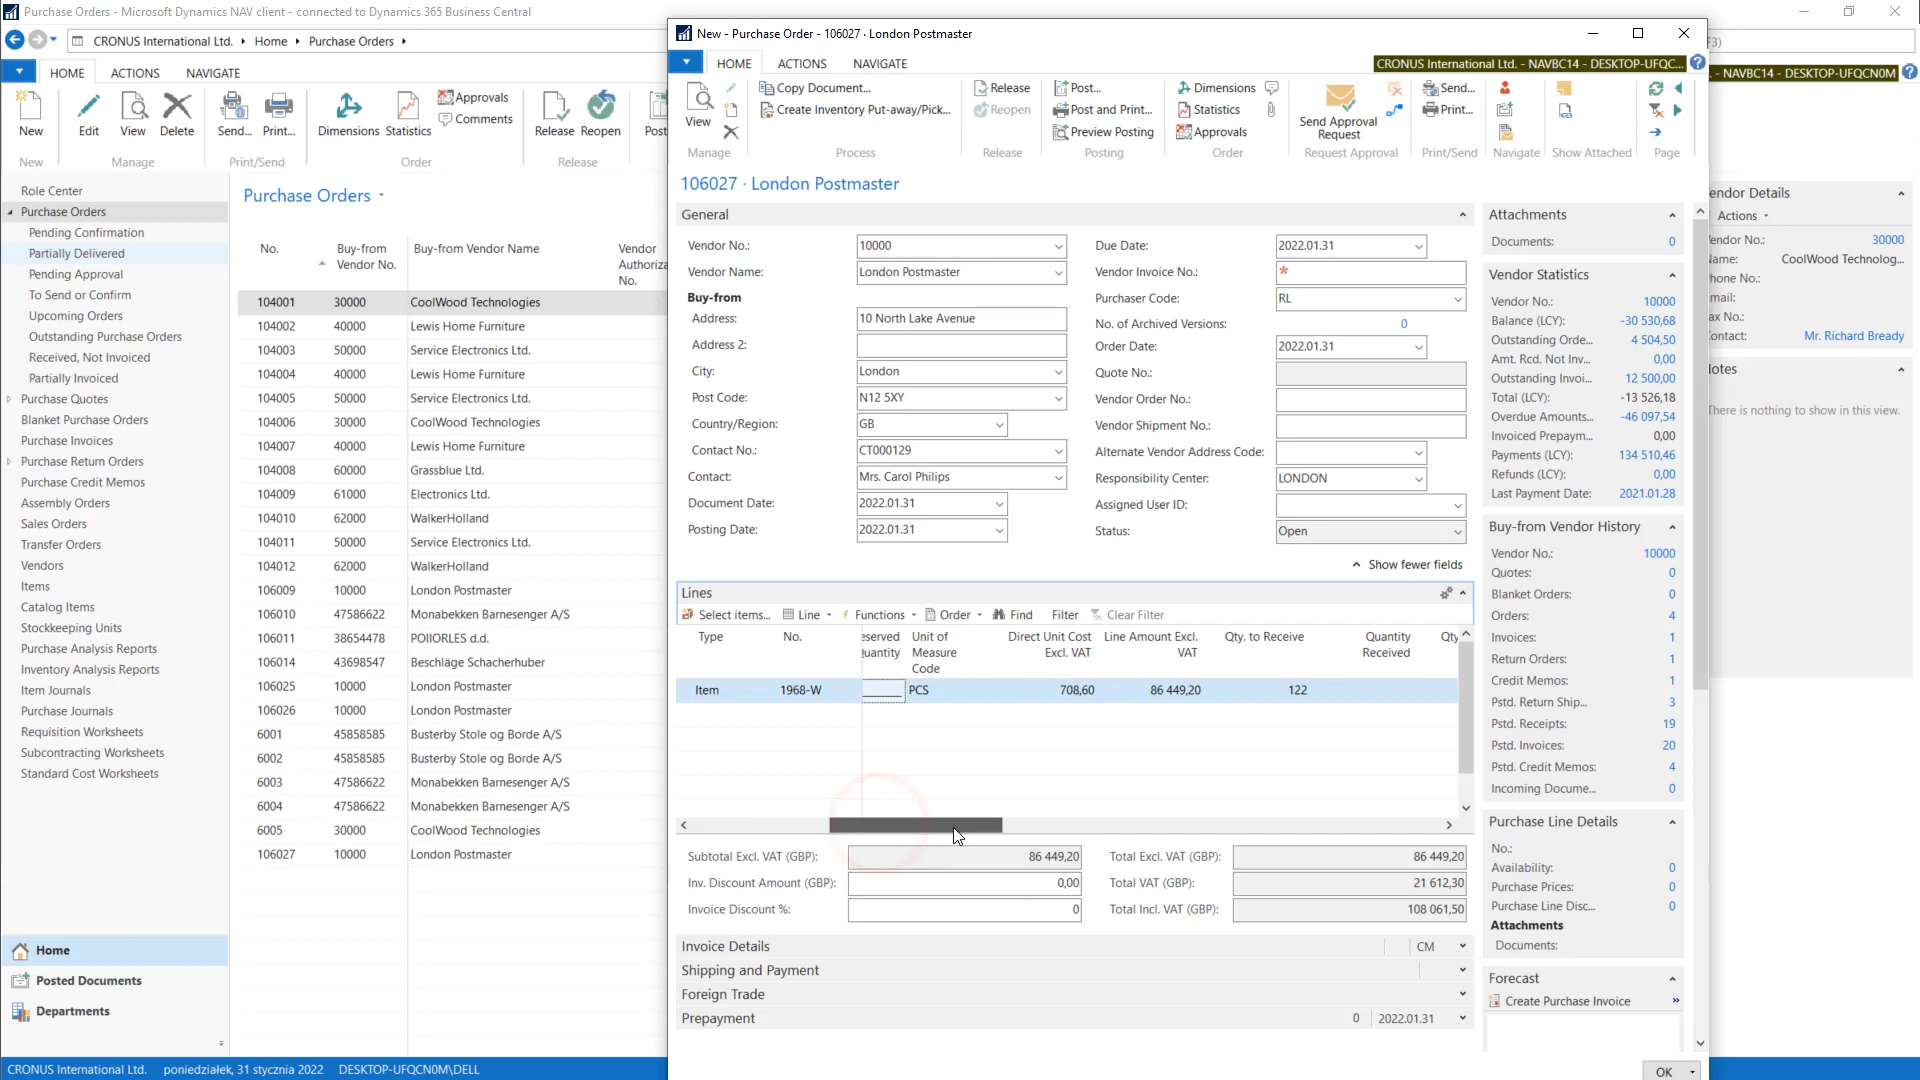 Purchase Orders - Microsoft Dynamics NAV client - connected to Dynamics 365 Business Central
CRONUS International Ltd. Home Purchase Orders
HOME ACTIONS NAVIGATE
New Edit View Delete Send... Print... Dimensions Statistics Approvals Comments Release Reopen Post
New Manage Print/Send Order Release
Role Center
Purchase Orders
Pending Confirmation
Partially Delivered
Pending Approval
To Send or Confirm
Upcoming Orders
Outstanding Purchase Orders
Received, Not Invoiced
Partially Invoiced
Purchase Quotes
Blanket Purchase Orders
Purchase Invoices
Purchase Return Orders
Purchase Credit Memos
Assembly Orders
Sales Orders
Transfer Orders
Vendors
Items
Catalog Items
Stockkeeping Units
Purchase Analysis Reports
Inventory Analysis Reports
Item Journals
Purchase Journals
Requisition Worksheets
Subcontracting Worksheets
Standard Cost Worksheets
Home
Posted Documents
Departments
Purchase Orders
No. Buy-from Vendor No. Buy-from Vendor Name Vendor Authoriza No.
104001 30000 CoolWood Technologies
104002 40000 Lewis Home Furniture
104003 50000 Service Electronics Ltd.
104004 40000 Lewis Home Furniture
104005 50000 Service Electronics Ltd.
104006 30000 CoolWood Technologies
104007 40000 Lewis Home Furniture
104008 60000 Grassblue Ltd.
104009 61000 Electronics Ltd.
104010 62000 WalkerHolland
104011 50000 Service Electronics Ltd.
104012 62000 WalkerHolland
106009 10000 London Postmaster
106010 47586622 Monabekken Barnesenger A/S
106011 38654478 POIIORLES d.d.
106014 43698547 Beschläge Schacherhuber
106025 10000 London Postmaster
106026 10000 London Postmaster
6001 45858585 Busterby Stole og Borde A/S
6002 45858585 Busterby Stole og Borde A/S
6003 47586622 Monabekken Barnesenger A/S
6004 47586622 Monabekken Barnesenger A/S
6005 30000 CoolWood Technologies
106027 10000 London Postmaster
New - Purchase Order - 106027 · London Postmaster
HOME ACTIONS NAVIGATE
CRONUS International Ltd. - NAVBC14 - DESKTOP-UFQC...
View
Copy Document...
Create Inventory Put-away/Pick...
Release
Reopen
Post...
Post and Print...
Preview Posting
Dimensions
Statistics
Approvals
Send Approval Request
Send...
Print...
Manage Process Release Posting Order Request Approval Print/Send Navigate Show Attached Page
106027 · London Postmaster
General
Vendor No.: 10000
Vendor Name: London Postmaster
Buy-from
Address: 10 North Lake Avenue
Address 2:
City: London
Post Code: N12 5XY
Country/Region: GB
Contact No.: CT000129
Contact: Mrs. Carol Philips
Document Date: 2022.01.31
Posting Date: 2022.01.31
Due Date: 2022.01.31
Vendor Invoice No.: *
Purchaser Code: RL
No. of Archived Versions: 0
Order Date: 2022.01.31
Quote No.:
Vendor Order No.:
Vendor Shipment No.:
Alternate Vendor Address Code:
Responsibility Center: LONDON
Assigned User ID:
Status: Open
Show fewer fields
Lines
Select items... Line Functions Order Find Filter Clear Filter
Type No. eserved uantity Unit of Measure Code Direct Unit Cost Excl. VAT Line Amount Excl. VAT Qty. to Receive Quantity Received Qty
Item 1968-W PCS 708,60 86 449,20 122
Subtotal Excl. VAT (GBP): 86 449,20 Total Excl. VAT (GBP): 86 449,20
Inv. Discount Amount (GBP): 0,00 Total VAT (GBP): 21 612,30
Invoice Discount %: 0 Total Incl. VAT (GBP): 108 061,50
Invoice Details CM
Shipping and Payment
Foreign Trade
Prepayment 0 2022.01.31
Attachments
Documents: 0
Vendor Statistics
Vendor No.: 10000
Balance (LCY): -30 530,68
Outstanding Orde... 4 504,50
Amt. Rcd. Not Inv... 0,00
Outstanding Invoi... 12 500,00
Total (LCY): -13 526,18
Overdue Amounts... -46 097,54
Invoiced Prepaym... 0,00
Payments (LCY): 134 510,46
Refunds (LCY): 0,00
Last Payment Date: 2021.01.28
Buy-from Vendor History
Vendor No.: 10000
Quotes: 0
Blanket Orders: 0
Orders: 4
Invoices: 1
Return Orders: 1
Credit Memos: 1
Pstd. Return Ship... 3
Pstd. Receipts: 19
Pstd. Invoices: 20
Pstd. Credit Memos: 4
Incoming Docume... 0
Purchase Line Details
No.:
Availability: 0
Purchase Prices: 0
Purchase Line Disc... 0
Attachments
Documents:
Forecast
Create Purchase Invoice »
OK
F3)
- NAVBC14 - DESKTOP-UFQCN0M
endor Details
Actions
endor No.: 30000
ame: CoolWood Technolog...
hone No.:
mail:
ax No.:
ontact: Mr. Richard Bready
otes
here is nothing to show in this view.
CRONUS International Ltd. poniedziałek, 31 stycznia 2022 DESKTOP-UFQCN0M\DELL